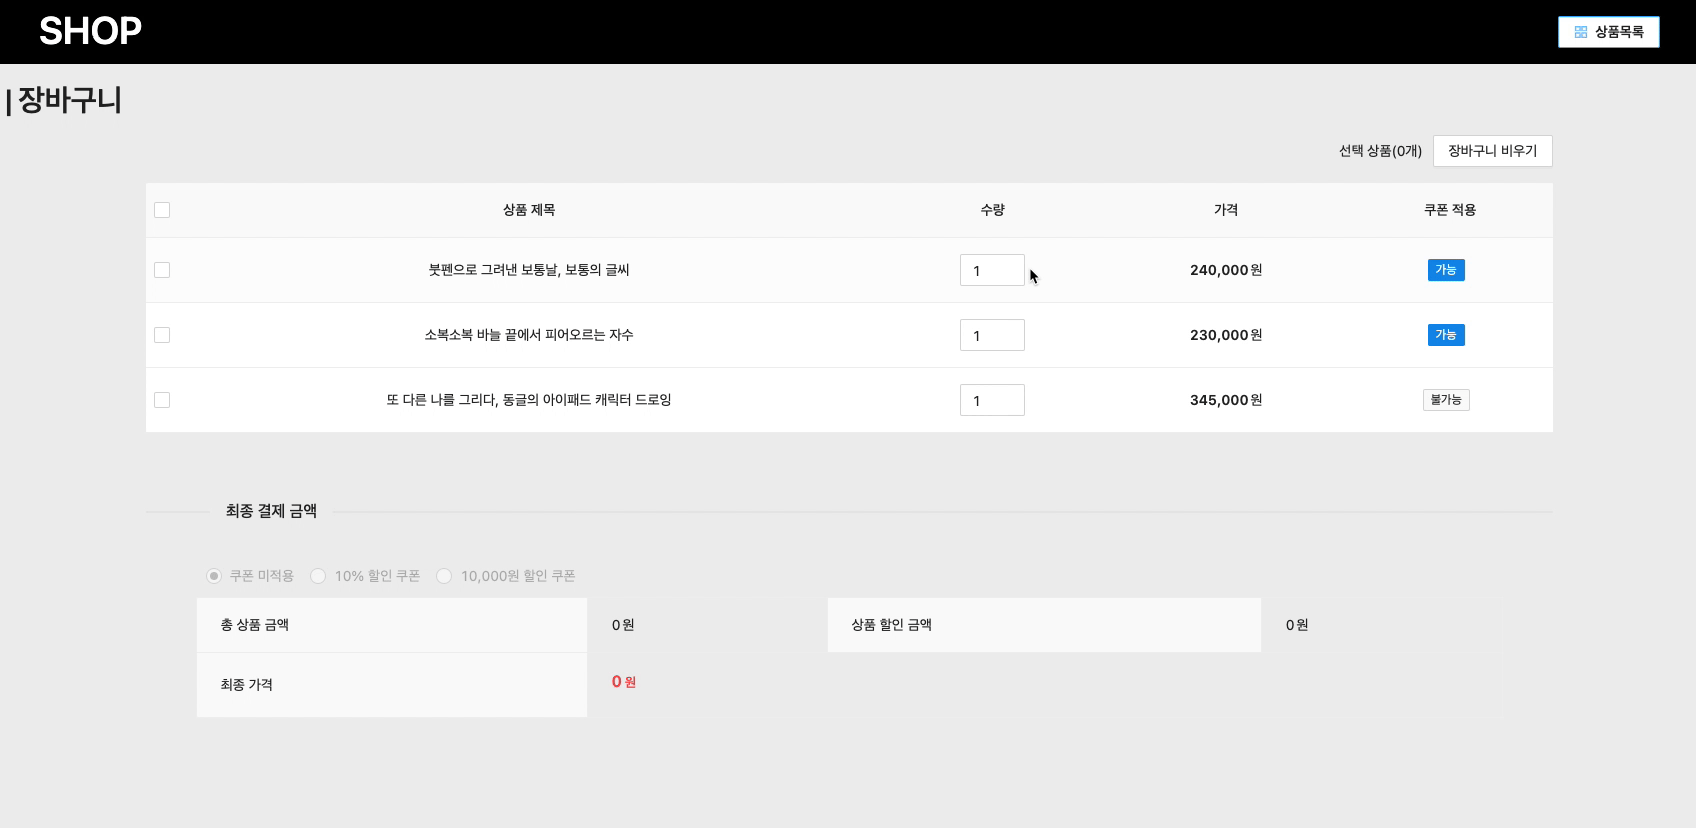 SHOP
상품목록
| 장바구니
선택 상품(0개) 장바구니 비우기
상품 제목 수량 가격 쿠폰 적용
붓펜으로 그려낸 보통날, 보통의 글씨 1 240,000원 가능
소복소복 바늘 끝에서 피어오르는 자수 1 230,000원 가능
또 다른 나를 그리다, 동글의 아이패드 캐릭터 드로잉 1 345,000원 불가능
최종 결제 금액
쿠폰 미적용 10% 할인 쿠폰 10,000원 할인 쿠폰
총 상품 금액 0원 상품 할인 금액 0원
최종 가격 0 원